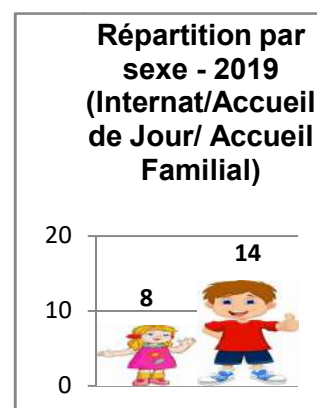 Répartition par
sexe - 2019
(Internat/Accueil
de Jour/ Accueil
Familial)
20
14
8
10
0